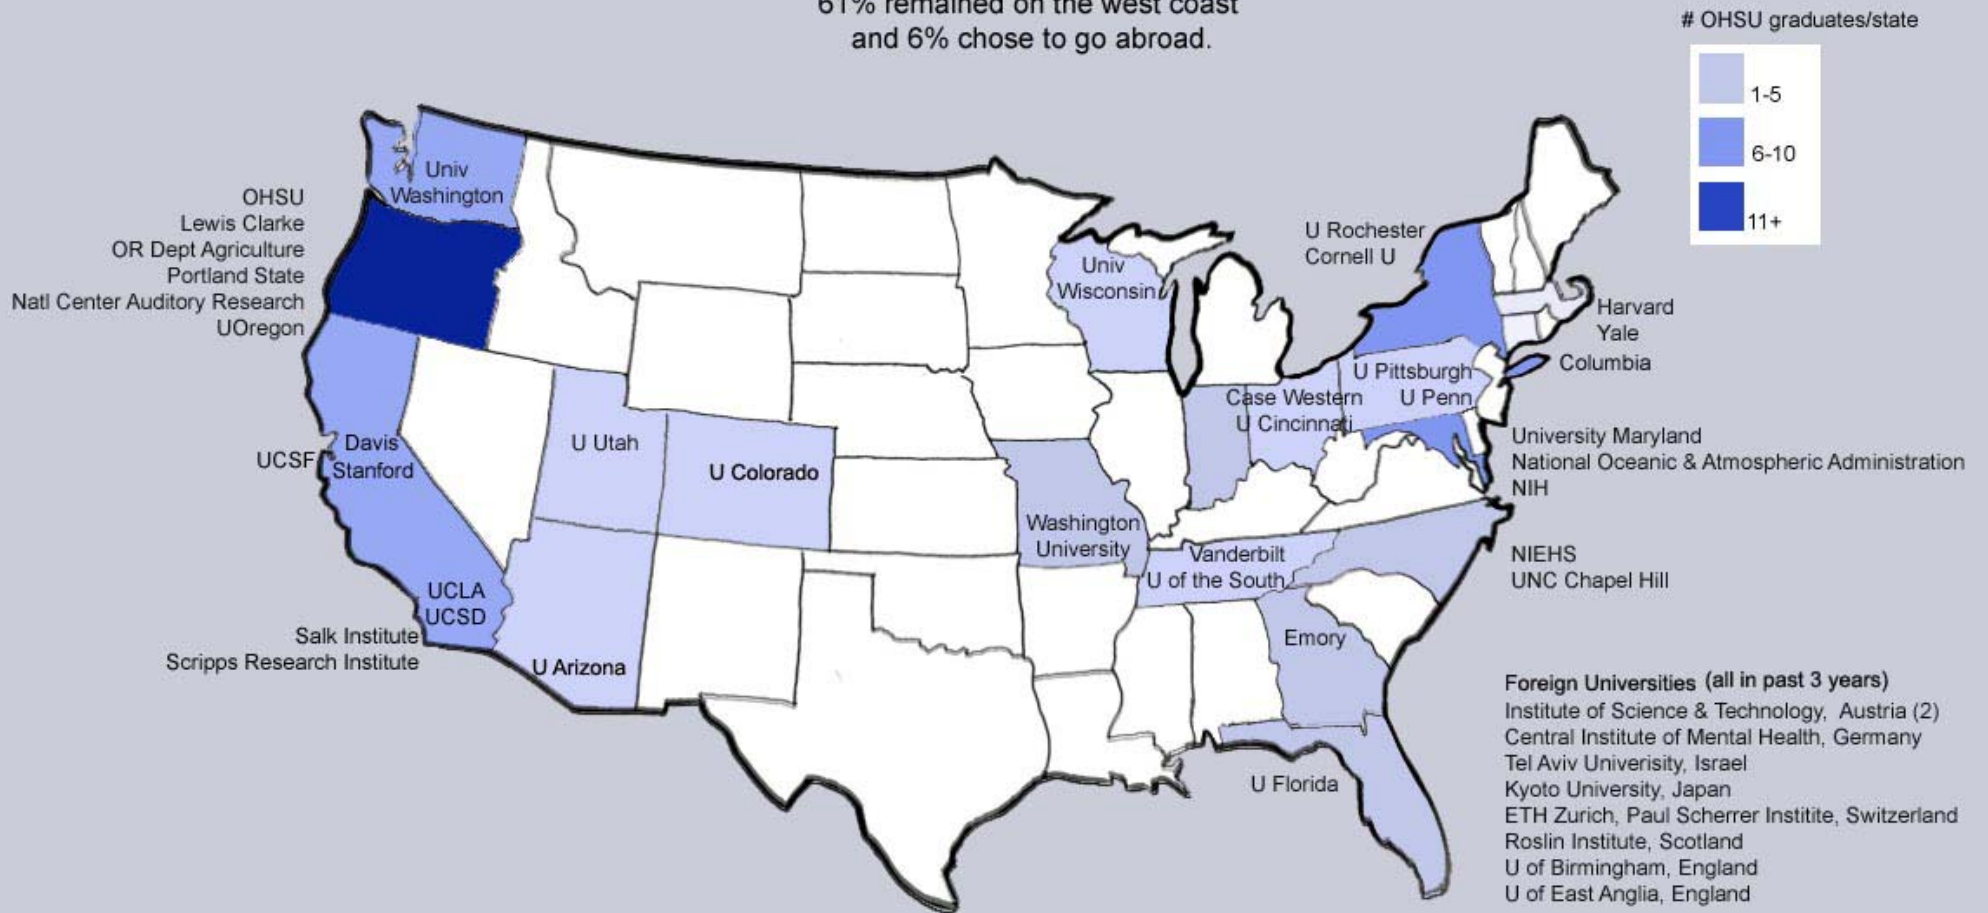 61% remained on the west coast
and 6% chose to go abroad.
# OHSU graduates/state
1-5
6-10
11+
Univ
Washington
OHSU
Lewis Clarke
OR Dept Agriculture
Portland State
Natl Center Auditory Research
UOregon
U Rochester
Cornell U
Univ
Wisconsin
Harvard
Yale
Columbia
U Pittsburgh
U Penn
Case Western
U Cincinnati
UCSF
Davis
Stanford
U Utah
U Colorado
University Maryland
National Oceanic & Atmospheric Administration
NIH
Washington
University
Vanderbilt
U of the South
NIEHS
UNC Chapel Hill
UCLA
UCSD
Salk Institute
Scripps Research Institute
U Arizona
Emory
U Florida
Foreign Universities (all in past 3 years)
Institute of Science & Technology, Austria (2)
Central Institute of Mental Health, Germany
Tel Aviv Univerisity, Israel
Kyoto University, Japan
ETH Zurich, Paul Scherrer Institite, Switzerland
Roslin Institute, Scotland
U of Birmingham, England
U of East Anglia, England